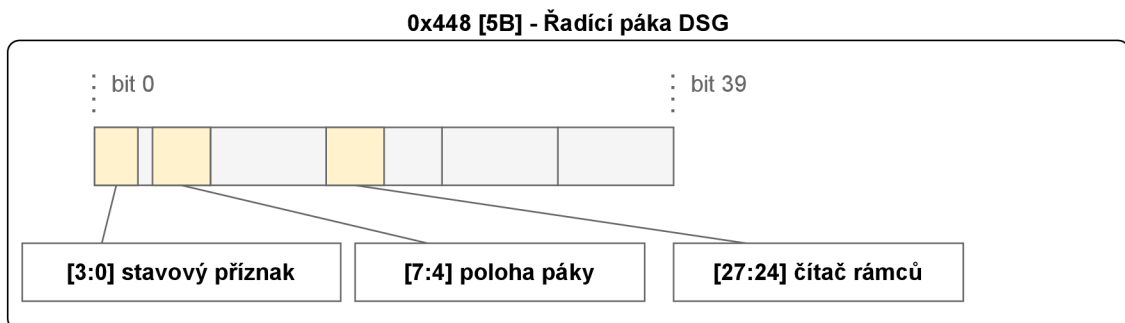 0x448 [5B] - Řadící páka DSG
bit 0
bit 39
[3:0] stavový příznak
[7:4] poloha páky
[27:24] čítač rámců